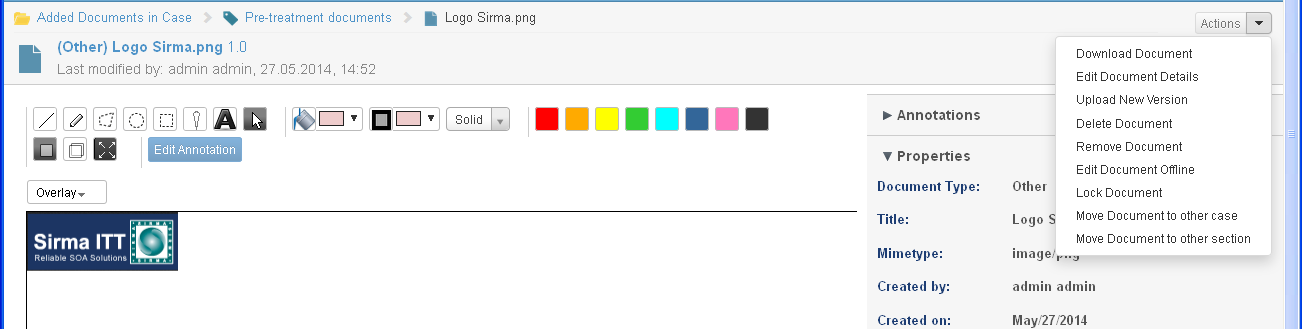 Added Documents in Case Pre-treatment documents Logo Sirma.png
Actions
(Other) Logo Sirma.png 1.0
Last modified by: admin admin, 27.05.2014, 14:52
Download Document
Edit Document Details
Upload New Version
Delete Document
Remove Document
Edit Document Offline
Lock Document
Move Document to other case
Move Document to other section
A
Solid
Edit Annotation
Overlay
Sirma ITT
Reliable SOA Solutions
Annotations
Properties
Document Type: Other
Title: Logo S
Mimetype: image/png
Created by: admin admin
Created on: May/27/2014